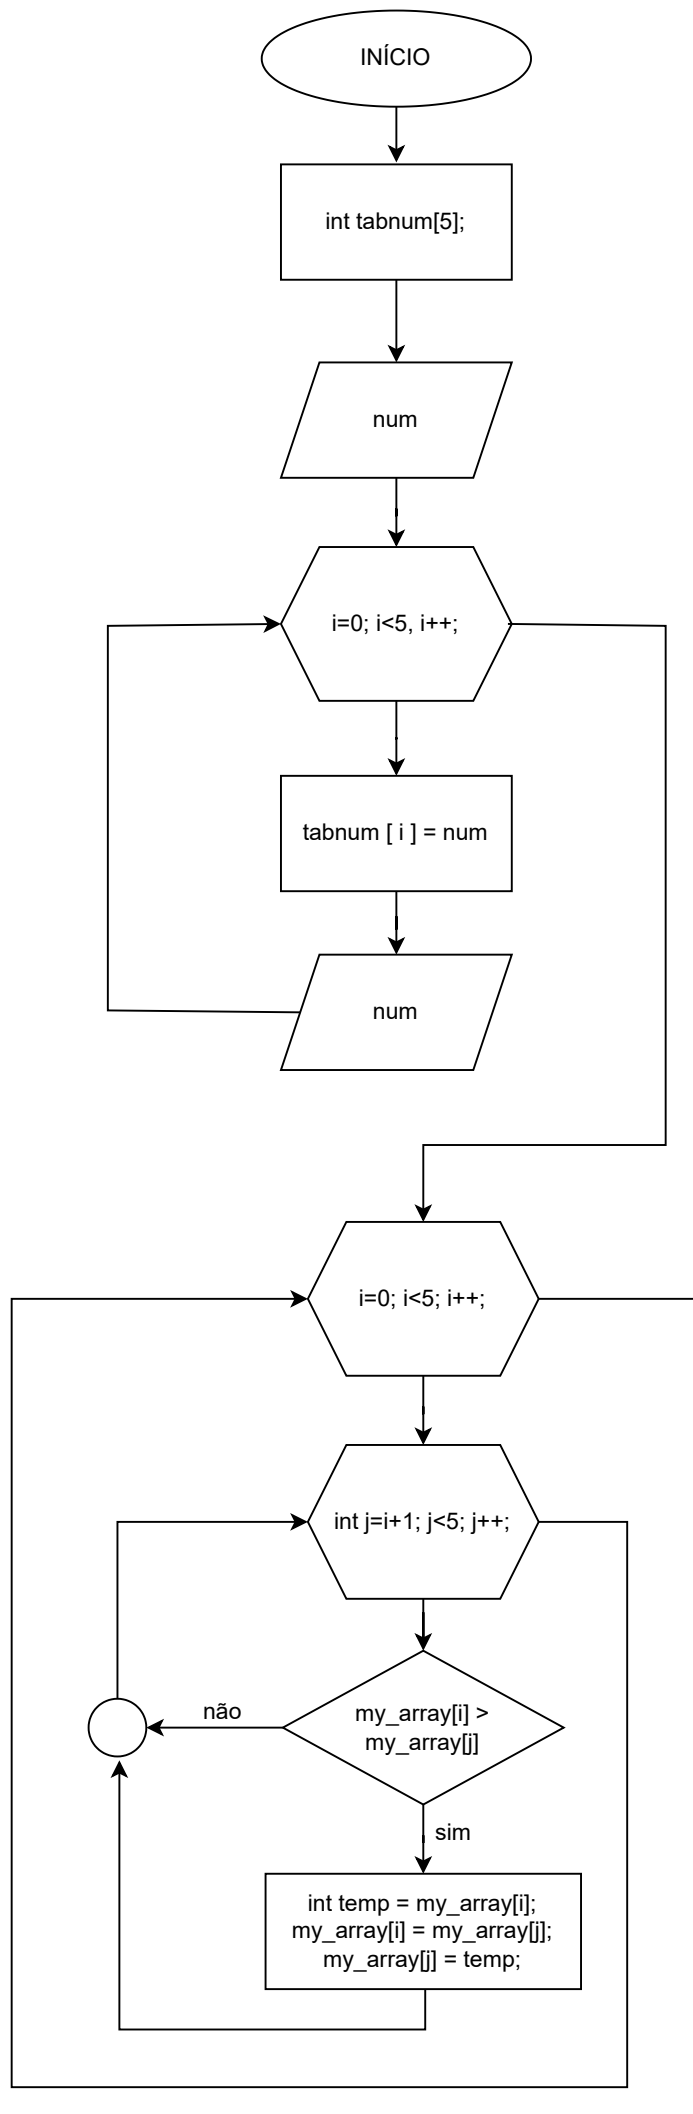 INÍCIO
int tabnum[5];
num
i=0; i<5, i++;
tabnum [ i ] = num
num
i=0; i<5; i++;
int j=i+1; j<5; j++;
my_array[i] >
my_array[j]
não
sim
int temp = my_array[i];
my_array[i] = my_array[j];
my_array[j] = temp;